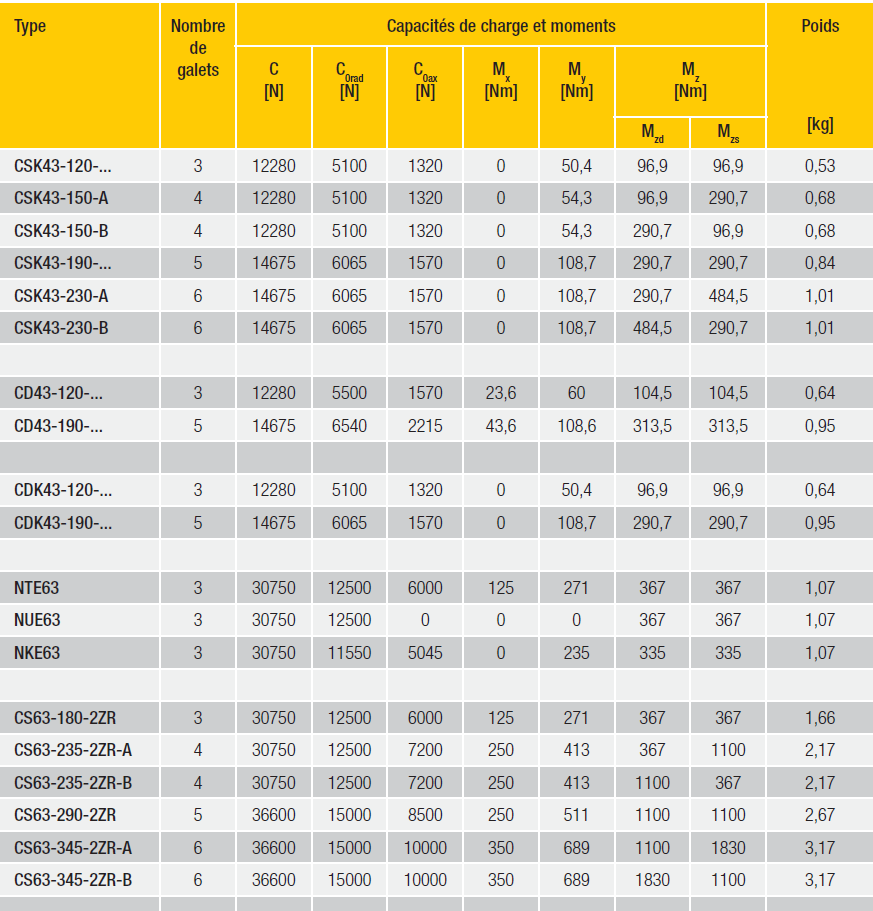 Type Nombre de galets Capacités de charge et moments Poids
C [N] C0rad [N] C0ax [N] Mx [Nm] My [Nm] Mz [Nm] [kg]
Mzd Mzs
CSK43-120-... 3 12280 5100 1320 0 50,4 96,9 96,9 0,53
CSK43-150-A 4 12280 5100 1320 0 54,3 96,9 290,7 0,68
CSK43-150-B 4 12280 5100 1320 0 54,3 290,7 96,9 0,68
CSK43-190-... 5 14675 6065 1570 0 108,7 290,7 290,7 0,84
CSK43-230-A 6 14675 6065 1570 0 108,7 290,7 484,5 1,01
CSK43-230-B 6 14675 6065 1570 0 108,7 484,5 290,7 1,01
CD43-120-... 3 12280 5500 1570 23,6 60 104,5 104,5 0,64
CD43-190-... 5 14675 6540 2215 43,6 108,6 313,5 313,5 0,95
CDK43-120-... 3 12280 5100 1320 0 50,4 96,9 96,9 0,64
CDK43-190-... 5 14675 6065 1570 0 108,7 290,7 290,7 0,95
NTE63 3 30750 12500 6000 125 271 367 367 1,07
NUE63 3 30750 12500 0 0 0 367 367 1,07
NKE63 3 30750 11550 5045 0 235 335 335 1,07
CS63-180-2ZR 3 30750 12500 6000 125 271 367 367 1,66
CS63-235-2ZR-A 4 30750 12500 7200 250 413 367 1100 2,17
CS63-235-2ZR-B 4 30750 12500 7200 250 413 1100 367 2,17
CS63-290-2ZR 5 36600 15000 8500 250 511 1100 1100 2,67
CS63-345-2ZR-A 6 36600 15000 10000 350 689 1100 1830 3,17
CS63-345-2ZR-B 6 36600 15000 10000 350 689 1830 1100 3,17